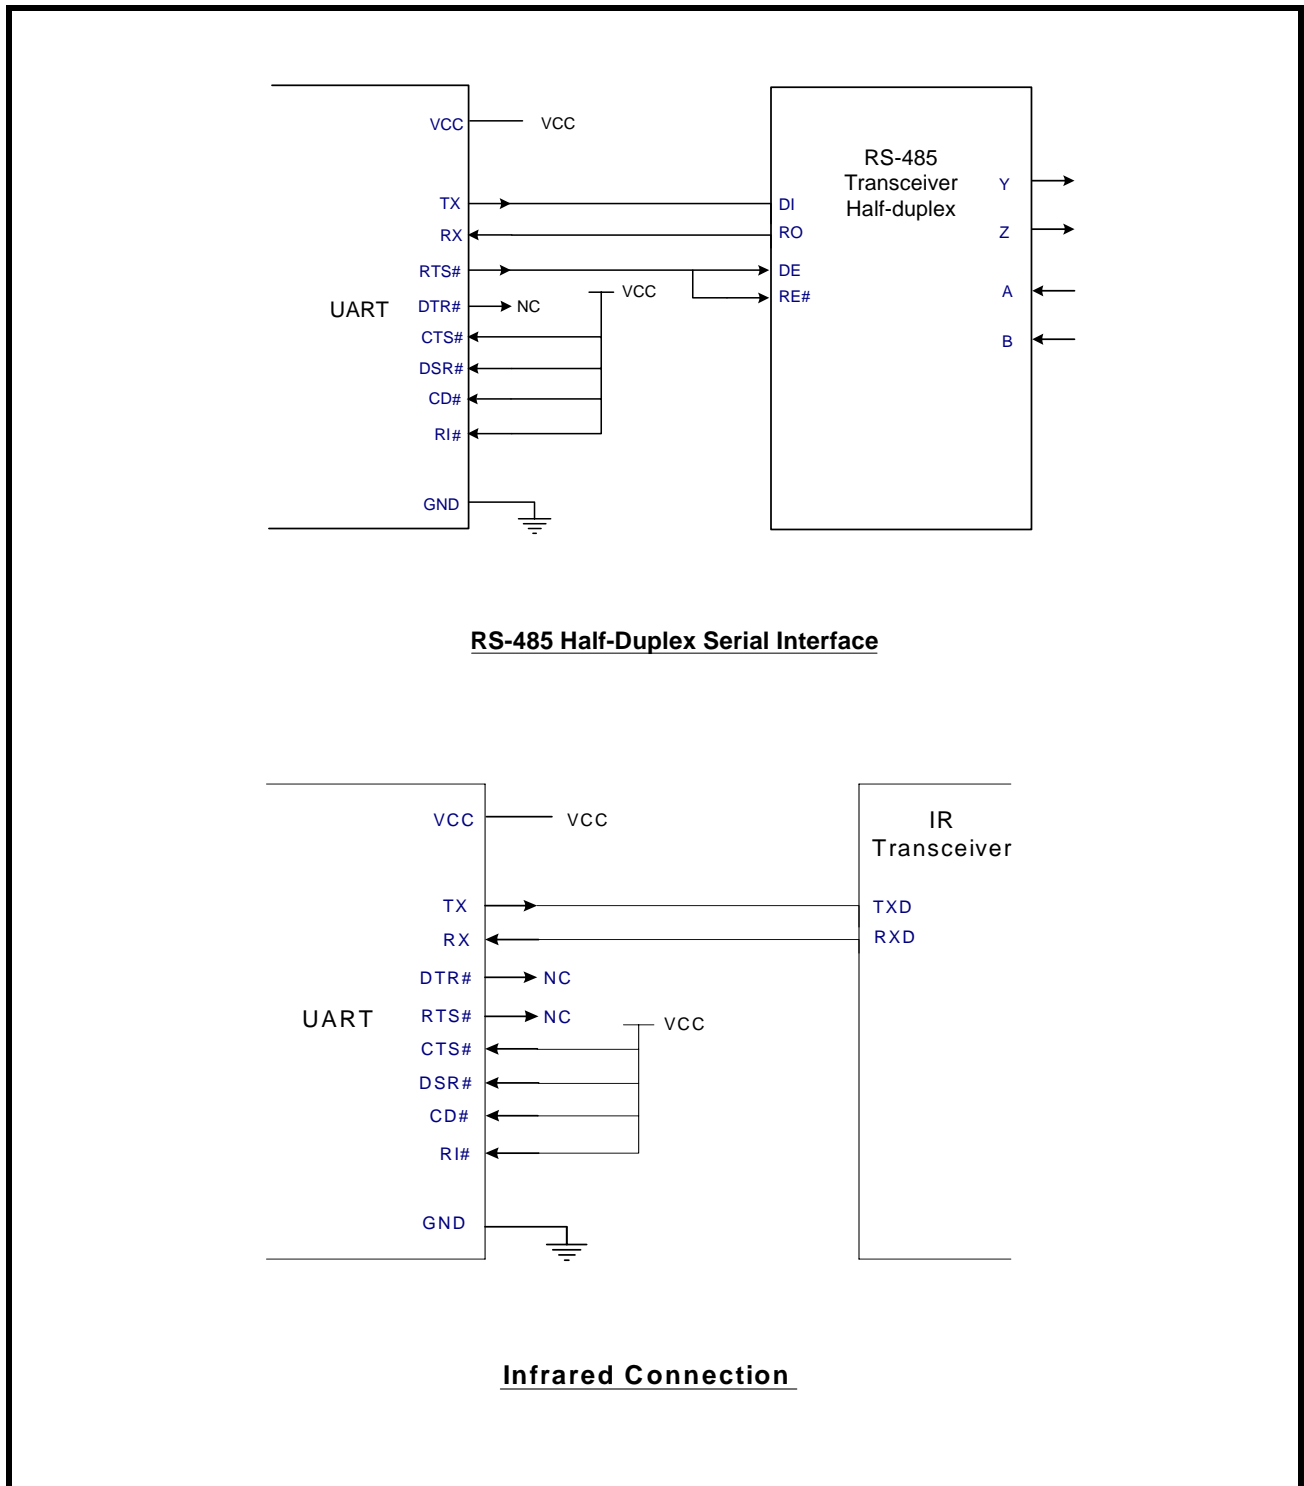 VCC VCC
RS-485
Transceiver
Half-duplex
Y
TX DI
RX RO Z
RTS# DE
VCC RE# A
UART DTR# NC
CTS# B
DSR#
CD#
RI#
GND
RS-485 Half-Duplex Serial Interface
VCC VCC IR
Transceiver
TX TXD
RX RXD
DTR# NC
UART RTS# NC VCC
CTS#
DSR#
CD#
RI#
GND
Infrared Connection